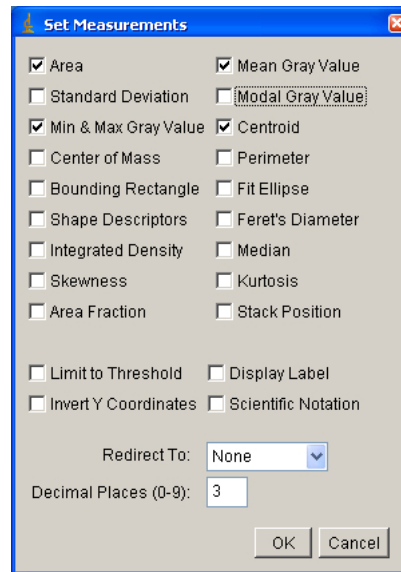 Set Measurements
Area Mean Gray Value
Standard Deviation Modal Gray Value
Min & Max Gray Value Centroid
Center of Mass Perimeter
Bounding Rectangle Fit Ellipse
Shape Descriptors Feret's Diameter
Integrated Density Median
Skewness Kurtosis
Area Fraction Stack Position
Limit to Threshold Display Label
Invert Y Coordinates Scientific Notation
Redirect To: None
Decimal Places (0-9): 3
OK Cancel